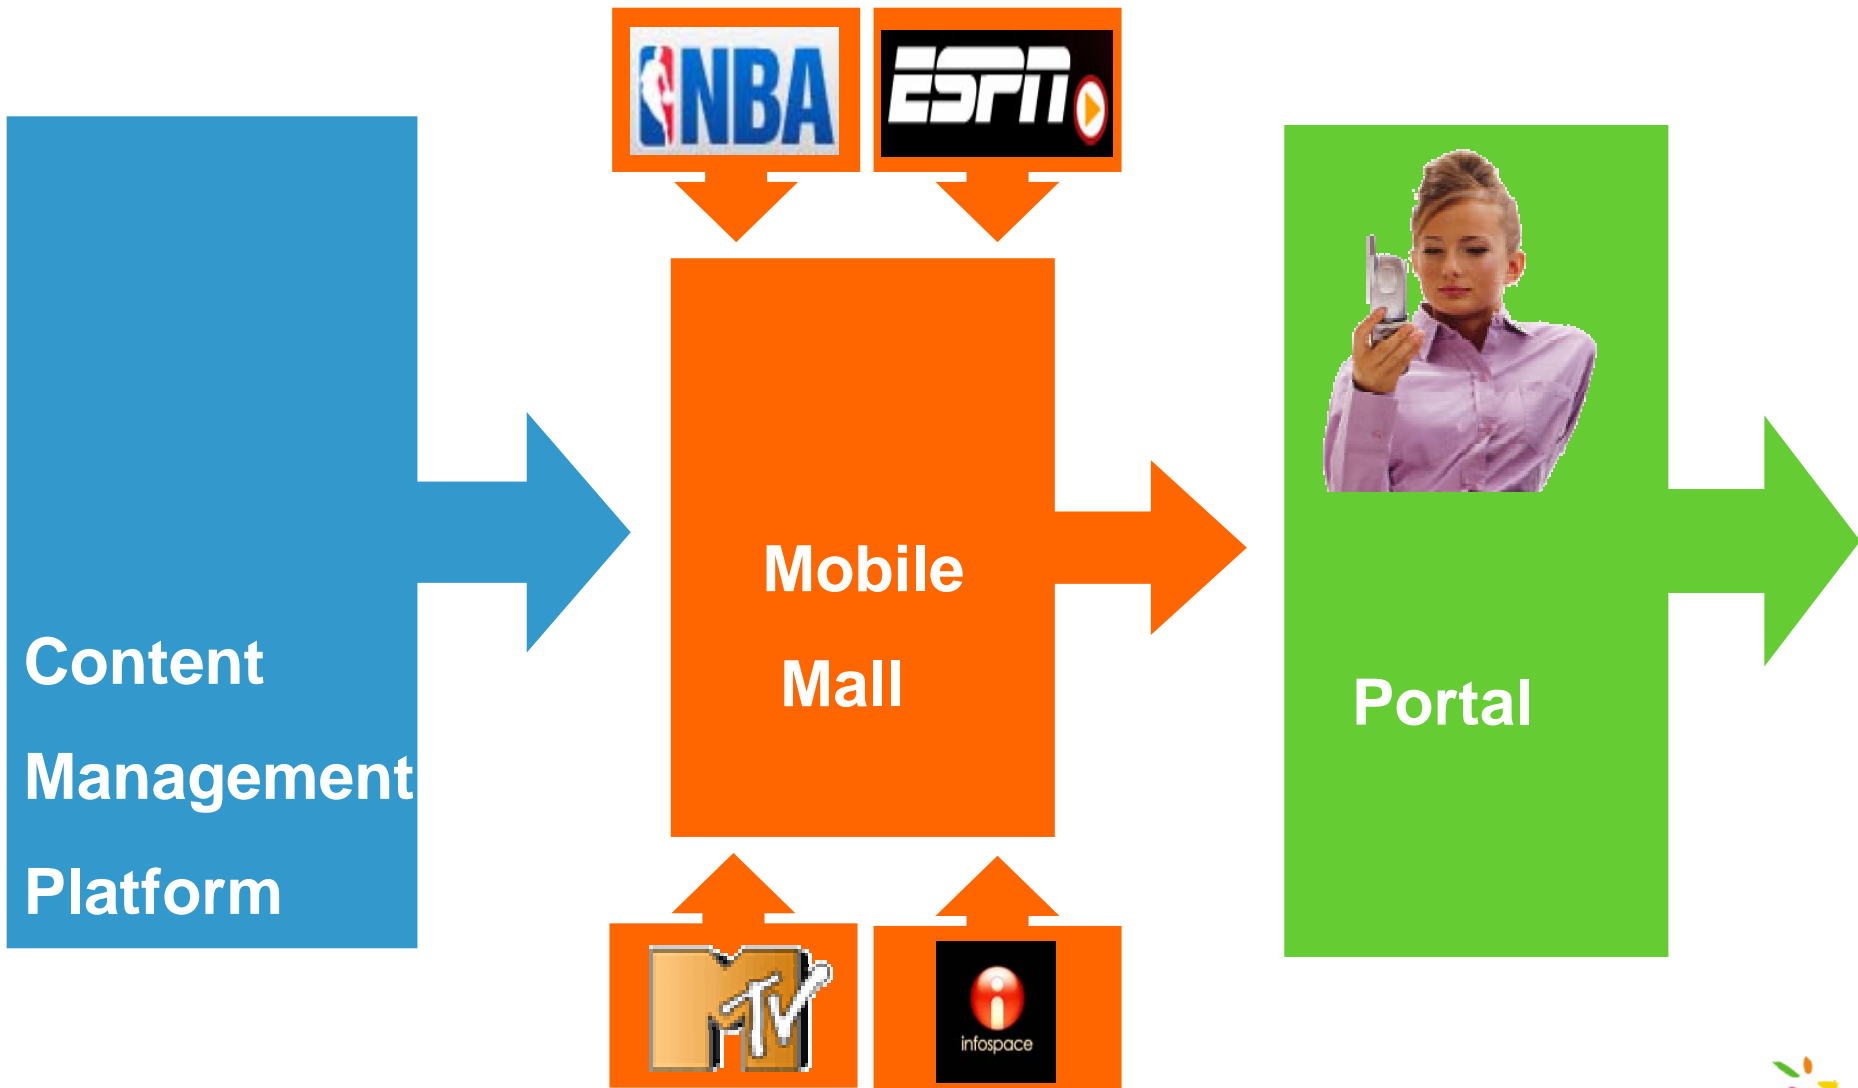 NBA
ESPN
Content
Management
Platform
Mobile
Mall
Portal
MTV
infospace